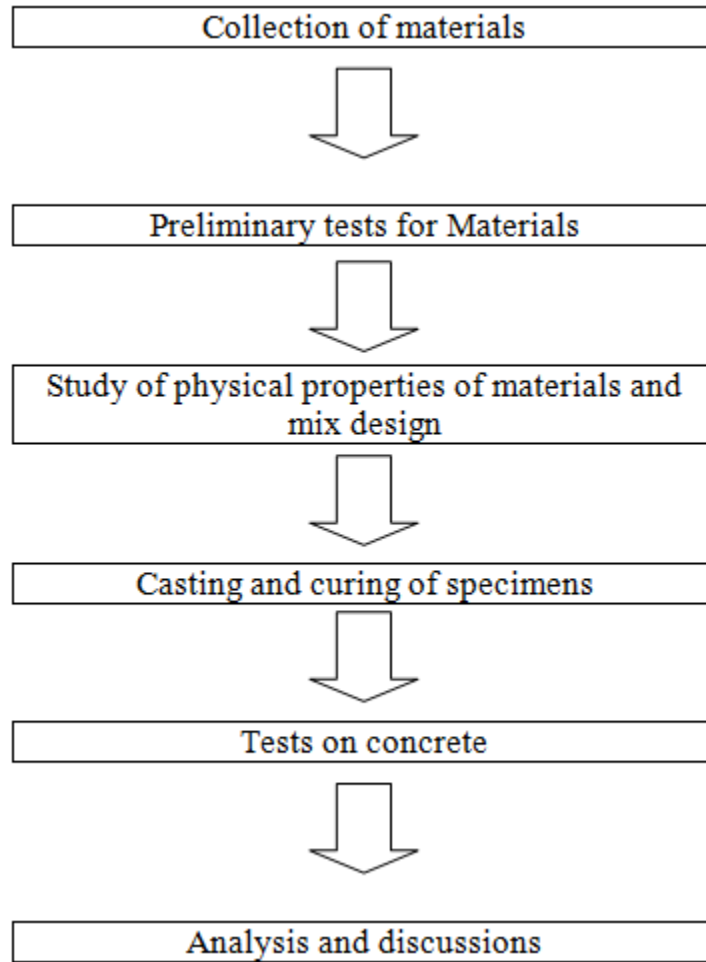 Collection of materials
Preliminary tests for Materials
Study of physical properties of materials and
mix design
Casting and curing of specimens
Tests on concrete
Analysis and discussions